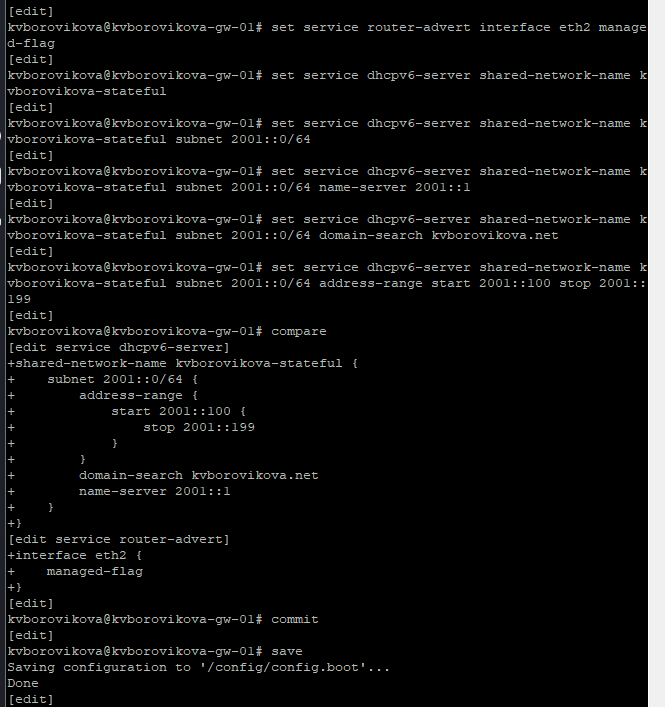 [edit]
kvborovikova@kvborovikova-gw-01# set service router-advert interface eth2 manage
d-flag
[edit]
kvborovikova@kvborovikova-gw-01# set service dhcpv6-server shared-network-name k
vborovikova-stateful
[edit]
kvborovikova@kvborovikova-gw-01# set service dhcpv6-server shared-network-name k
vborovikova-stateful subnet 2001::0/64
[edit]
kvborovikova@kvborovikova-gw-01# set service dhcpv6-server shared-network-name k
vborovikova-stateful subnet 2001::0/64 name-server 2001::1
[edit]
kvborovikova@kvborovikova-gw-01# set service dhcpv6-server shared-network-name k
vborovikova-stateful subnet 2001::0/64 domain-search kvborovikova.net
[edit]
kvborovikova@kvborovikova-gw-01# set service dhcpv6-server shared-network-name k
vborovikova-stateful subnet 2001::0/64 address-range start 2001::100 stop 2001::
199
[edit]
kvborovikova@kvborovikova-gw-01# compare
[edit service dhcpv6-server]
+shared-network-name kvborovikova-stateful {
+    subnet 2001::0/64 {
+        address-range {
+            start 2001::100 {
+                stop 2001::199
+            }
+        }
+        domain-search kvborovikova.net
+        name-server 2001::1
+    }
+}
[edit service router-advert]
+interface eth2 {
+    managed-flag
+}
[edit]
kvborovikova@kvborovikova-gw-01# commit
[edit]
kvborovikova@kvborovikova-gw-01# save
Saving configuration to '/config/config.boot'...
Done
[edit]